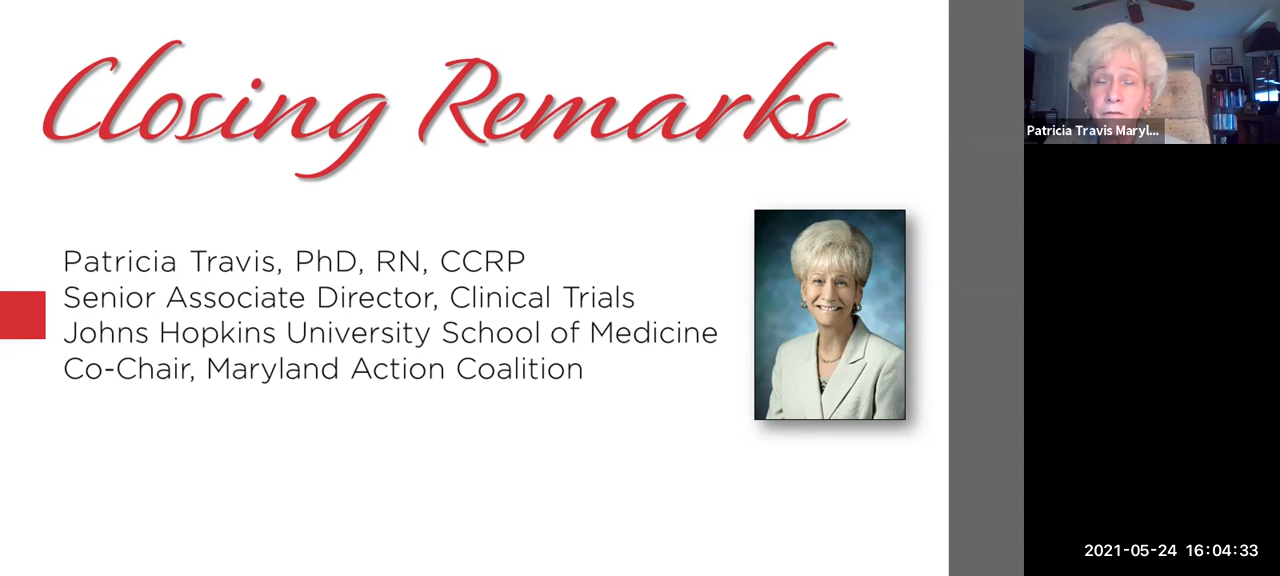 Closing Remarks
Patricia Travis, PhD, RN, CCRP
Senior Associate Director, Clinical Trials
Johns Hopkins University School of Medicine
Co-Chair, Maryland Action Coalition
Patricia Travis Maryl...
2021-05-24 16:04:33